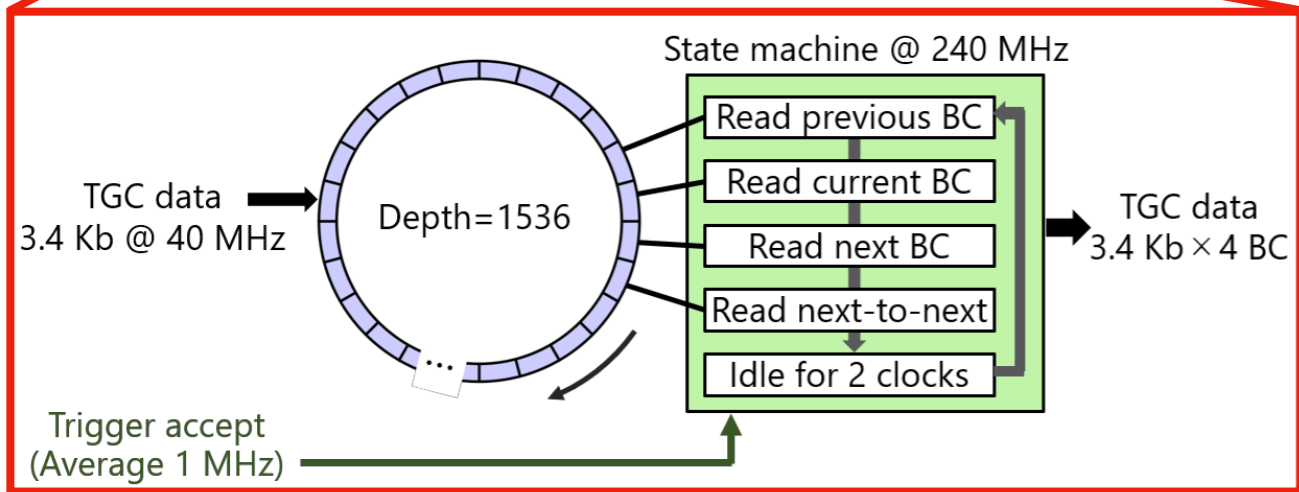 State machine @ 240 MHz
Read previous BC
Read current BC
Read next BC
Read next-to-next
Idle for 2 clocks
TGC data
3.4 Kb @ 40 MHz
Depth=1536
...
TGC data
3.4 Kb × 4 BC
Trigger accept
(Average 1 MHz)